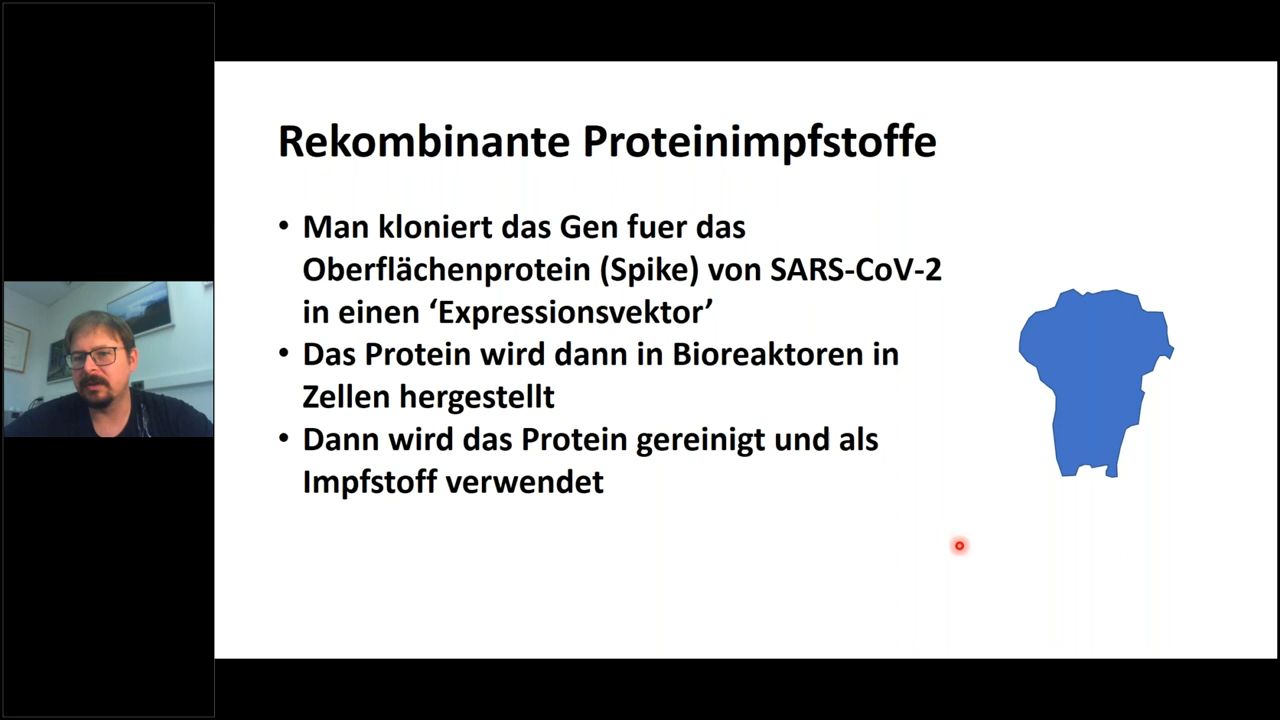 Rekombinante Proteinimpfstoffe
• Man kloniert das Gen fuer das
Oberflächenprotein (Spike) von SARS-CoV-2
in einen ‘Expressionsvektor’
• Das Protein wird dann in Bioreaktoren in
Zellen hergestellt
• Dann wird das Protein gereinigt und als
Impfstoff verwendet